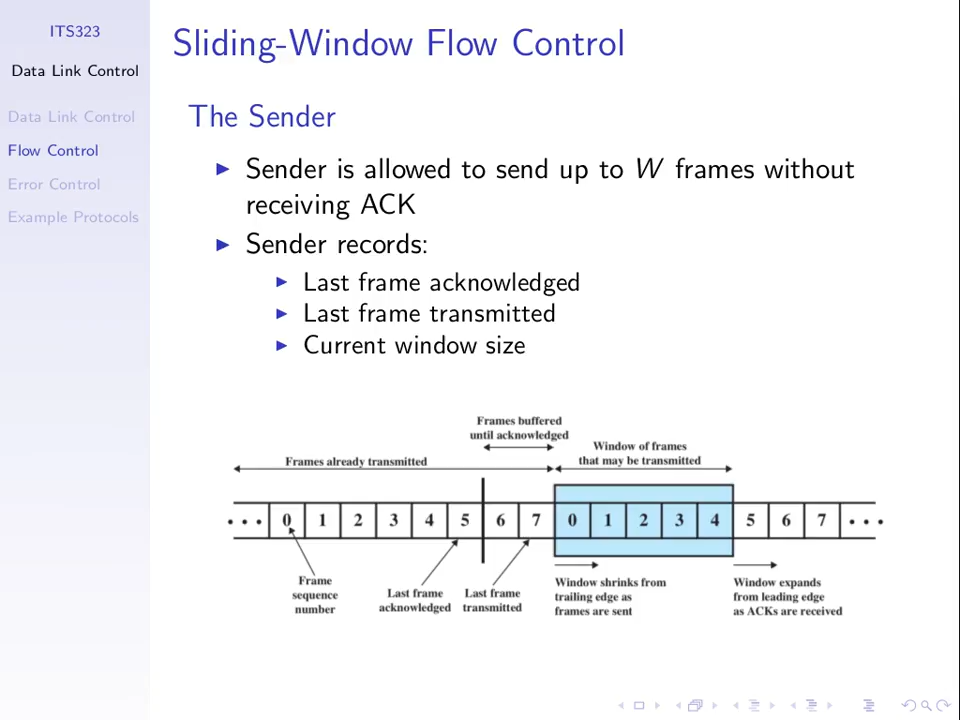 ITS323
Data Link Control
Data Link Control
Flow Control
Error Control
Example Protocols
Sliding-Window Flow Control
The Sender
Sender is allowed to send up to W frames without
receiving ACK
Sender records:
Last frame acknowledged
Last frame transmitted
Current window size
Frames buffered
until acknowledged
Window of frames
that may be transmitted
Frames already transmitted
• • • 0 1 2 3 4 5 6 7 0 1 2 3 4 5 6 7 • • •
Frame
sequence
number
Last frame
acknowledged
Last frame
transmitted
Window shrinks from
trailing edge as
frames are sent
Window expands
from leading edge
as ACKs are received